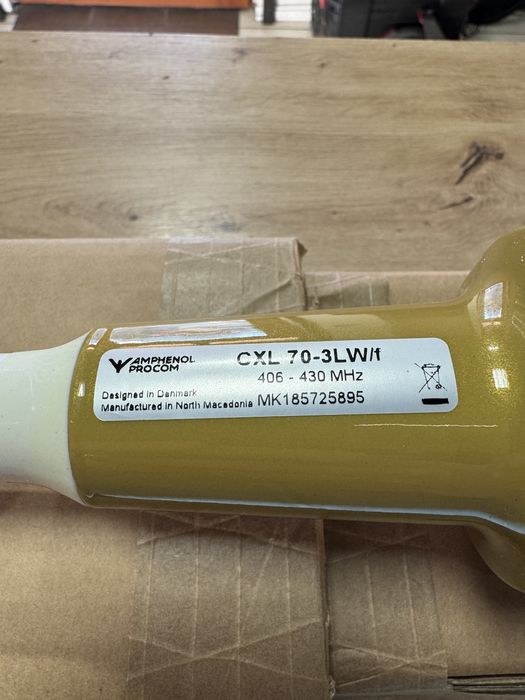 AMPHENOL
PROCOM
CXL 70-3LW/f
406 - 430 MHz
Designed in Denmark
Manufactured in North Macedonia
MK185725895